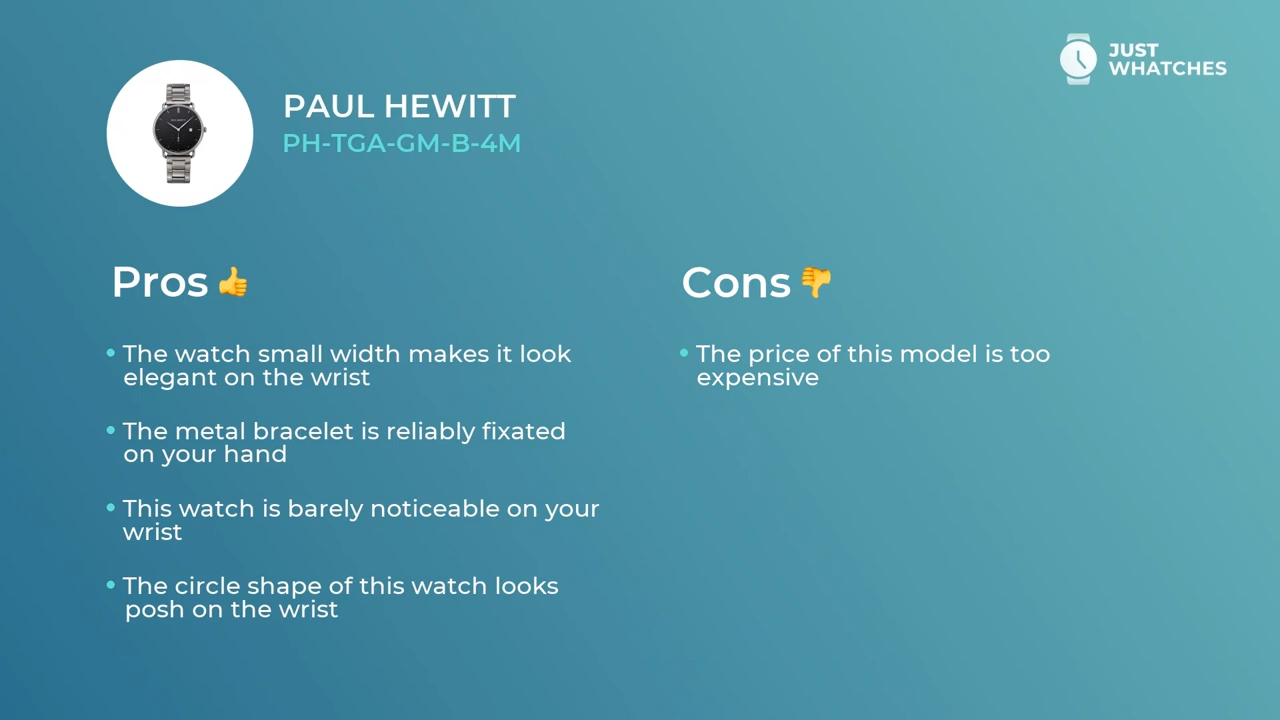 JUST
WHATCHES
PAUL HEWITT
PH-TGA-GM-B-4M
Pros 👍
• The watch small width makes it look
elegant on the wrist
• The metal bracelet is reliably fixated
on your hand
• This watch is barely noticeable on your
wrist
• The circle shape of this watch looks
posh on the wrist
Cons 👎
• The price of this model is too
expensive